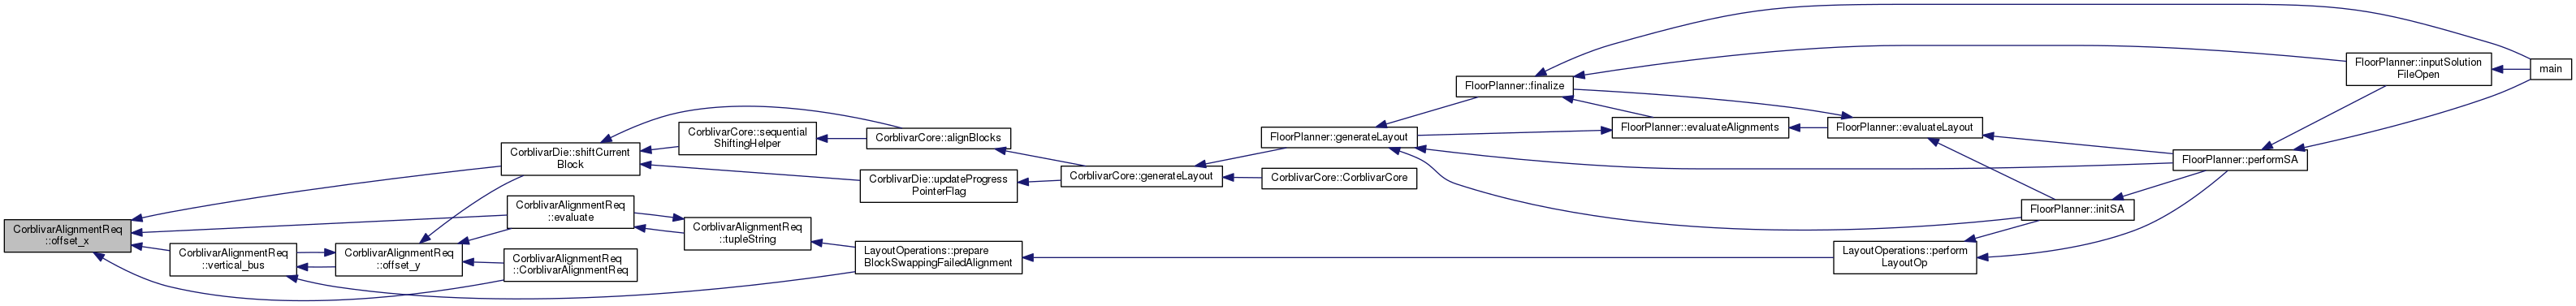 CorblivarAlignmentReq
::offset_x
CorblivarDie::shiftCurrent
Block
CorblivarAlignmentReq
::evaluate
CorblivarAlignmentReq
::vertical_bus
CorblivarAlignmentReq
::offset_y
CorblivarAlignmentReq
::CorblivarAlignmentReq
CorblivarCore::sequential
ShiftingHelper
CorblivarAlignmentReq
::tupleString
CorblivarCore::alignBlocks
CorblivarDie::updateProgress
PointerFlag
LayoutOperations::prepare
BlockSwappingFailedAlignment
CorblivarCore::generateLayout
FloorPlanner::generateLayout
CorblivarCore::CorblivarCore
FloorPlanner::finalize
FloorPlanner::evaluateAlignments
FloorPlanner::evaluateLayout
LayoutOperations::perform
LayoutOp
FloorPlanner::initSA
FloorPlanner::performSA
FloorPlanner::inputSolution
FileOpen
main